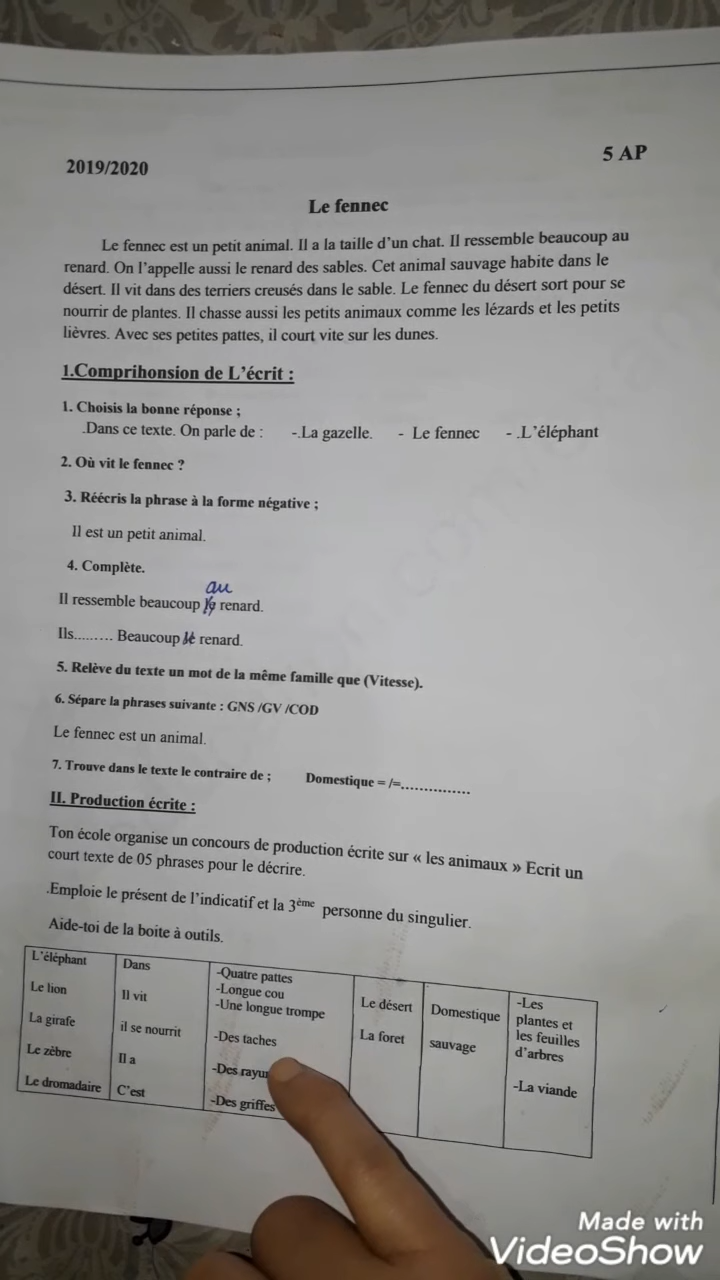 2019/2020
5 AP
Le fennec
Le fennec est un petit animal. Il a la taille d'un chat. Il ressemble beaucoup au
renard. On l'appelle aussi le renard des sables. Cet animal sauvage habite dans le
désert. Il vit dans des terriers creusés dans le sable. Le fennec du désert sort pour se
nourrir de plantes. Il chasse aussi les petits animaux comme les lézards et les petits
lièvres. Avec ses petites pattes, il court vite sur les dunes.
1.Comprihonsion de L'écrit :
1. Choisis la bonne réponse ;
.Dans ce texte. On parle de : -.La gazelle. - Le fennec - .L'éléphant
2. Où vit le fennec ?
3. Réécris la phrase à la forme négative ;
Il est un petit animal.
4. Complète.
au
Il ressemble beaucoup renard.
Ils......... Beaucoup renard.
5. Relève du texte un mot de la même famille que (Vitesse).
6. Sépare la phrases suivante : GNS /GV /COD
Le fennec est un animal.
7. Trouve dans le texte le contraire de ; Domestique = /=...............
II. Production écrite :
Ton école organise un concours de production écrite sur « les animaux » Ecrit un
court texte de 05 phrases pour le décrire.
.Emploie le présent de l'indicatif et la 3ème personne du singulier.
Aide-toi de la boite à outils.
L'éléphant
Le lion
La girafe
Le zèbre
Le dromadaire
Dans
Il vit
il se nourrit
Il a
C'est
-Quatre pattes
-Longue cou
-Une longue trompe
-Des taches
-Des rayu
-Des griffes
Le désert
La foret
Domestique
sauvage
-Les
plantes et
les feuilles
d'arbres
-La viande
Made with
VideoShow